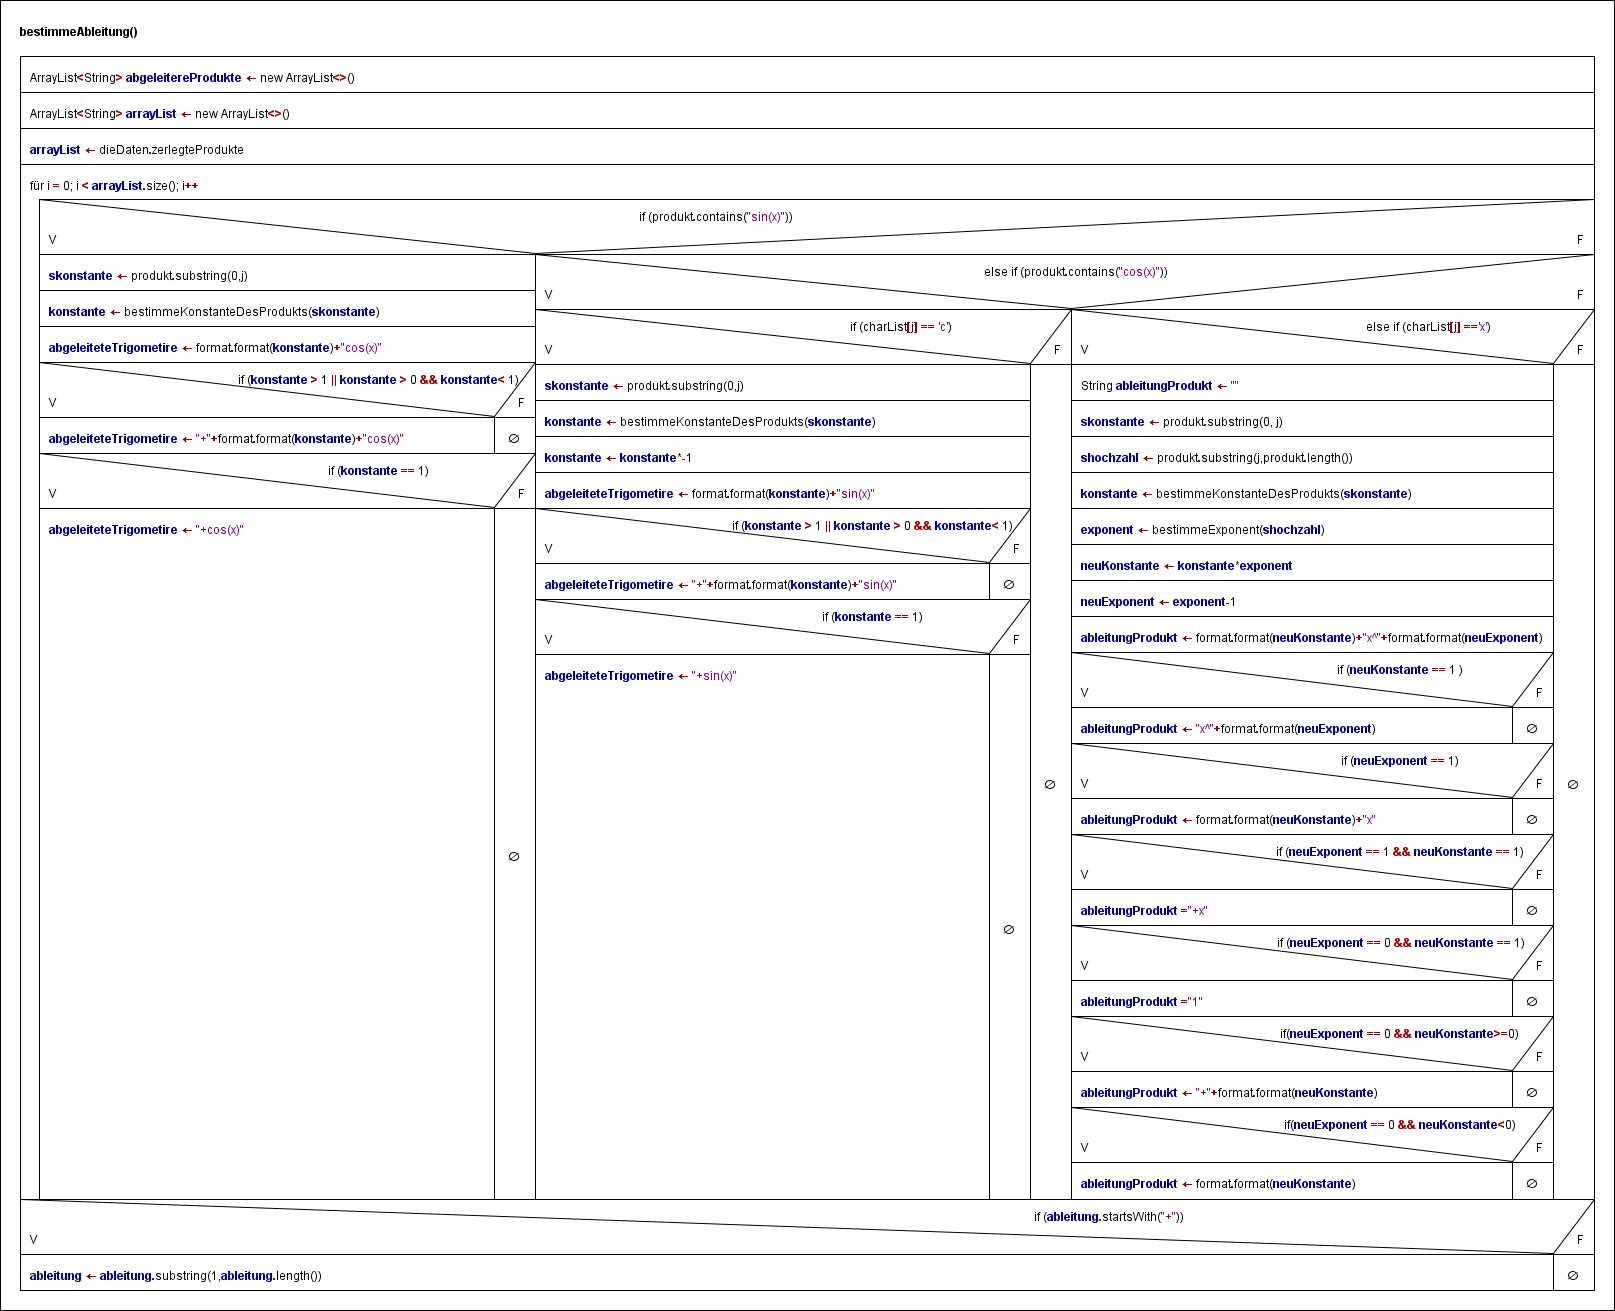 bestimmeAbleitung()
ArrayList<String> abgeleitereProdukte ← new ArrayList<>()
ArrayList<String> arrayList ← new ArrayList<>()
arrayList ← dieDaten.zerlegteProdukte
für i = 0; i < arrayList.size(); i++
if (produkt.contains("sin(x)"))
V
F
skonstante ← produkt.substring(0,j)
konstante ← bestimmeKonstanteDesProdukts(skonstante)
abgeleiteteTrigometire ← format.format(konstante)+"cos(x)"
if (konstante > 1 || konstante > 0 && konstante< 1)
V
F
abgeleiteteTrigometire ← "+"+format.format(konstante)+"cos(x)"
∅
if (konstante == 1)
V
F
abgeleiteteTrigometire ← "+cos(x)"
∅
else if (produkt.contains("cos(x)"))
V
F
if (charList[j] == 'c')
V
F
skonstante ← produkt.substring(0,j)
konstante ← bestimmeKonstanteDesProdukts(skonstante)
konstante ← konstante*-1
abgeleiteteTrigometire ← format.format(konstante)+"sin(x)"
if (konstante > 1 || konstante > 0 && konstante< 1)
V
F
abgeleiteteTrigometire ← "+"+format.format(konstante)+"sin(x)"
∅
if (konstante == 1)
V
F
abgeleiteteTrigometire ← "+sin(x)"
∅
∅
else if (charList[j] =='x')
V
F
String ableitungProdukt ← ""
skonstante ← produkt.substring(0, j)
shochzahl ← produkt.substring(j,produkt.length())
konstante ← bestimmeKonstanteDesProdukts(skonstante)
exponent ← bestimmeExponent(shochzahl)
neuKonstante ← konstante*exponent
neuExponent ← exponent-1
ableitungProdukt ← format.format(neuKonstante)+"x^"+format.format(neuExponent)
if (neuKonstante == 1 )
V
F
ableitungProdukt ← "x^"+format.format(neuExponent)
∅
if (neuExponent == 1)
V
F
ableitungProdukt ← format.format(neuKonstante)+"x"
∅
if (neuExponent == 1 && neuKonstante == 1)
V
F
ableitungProdukt ="+x"
∅
if (neuExponent == 0 && neuKonstante == 1)
V
F
ableitungProdukt ="1"
∅
if(neuExponent == 0 && neuKonstante>=0)
V
F
ableitungProdukt ← "+"+format.format(neuKonstante)
∅
if(neuExponent == 0 && neuKonstante<0)
V
F
ableitungProdukt ← format.format(neuKonstante)
∅
∅
if (ableitung.startsWith("+"))
V
F
ableitung ← ableitung.substring(1,ableitung.length())
∅